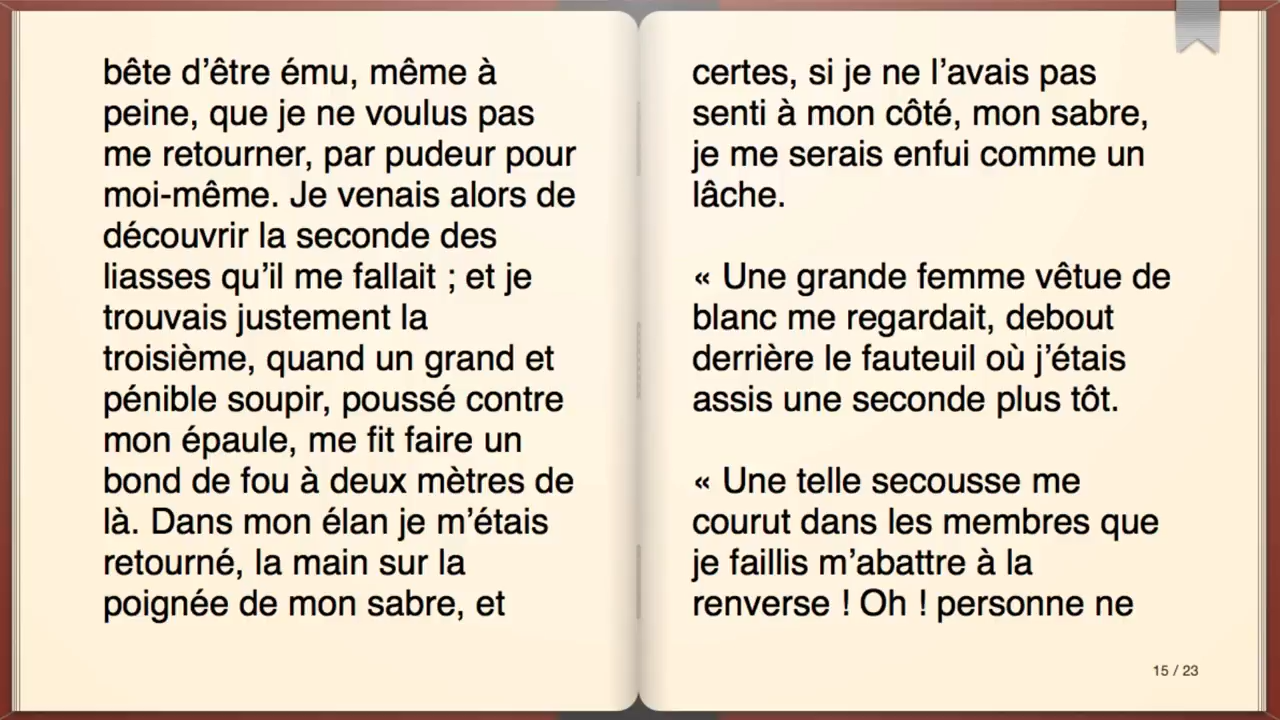 bête d’être ému, même à
peine, que je ne voulus pas
me retourner, par pudeur pour
moi-même. Je venais alors de
découvrir la seconde des
liasses qu’il me fallait ; et je
trouvais justement la
troisième, quand un grand et
pénible soupir, poussé contre
mon épaule, me fit faire un
bond de fou à deux mètres de
là. Dans mon élan je m’étais
retourné, la main sur la
poignée de mon sabre, et
certes, si je ne l’avais pas
senti à mon côté, mon sabre,
je me serais enfui comme un
lâche.
« Une grande femme vêtue de
blanc me regardait, debout
derrière le fauteuil où j’étais
assis une seconde plus tôt.
« Une telle secousse me
courut dans les membres que
je faillis m’abattre à la
renverse ! Oh ! personne ne
15 / 23